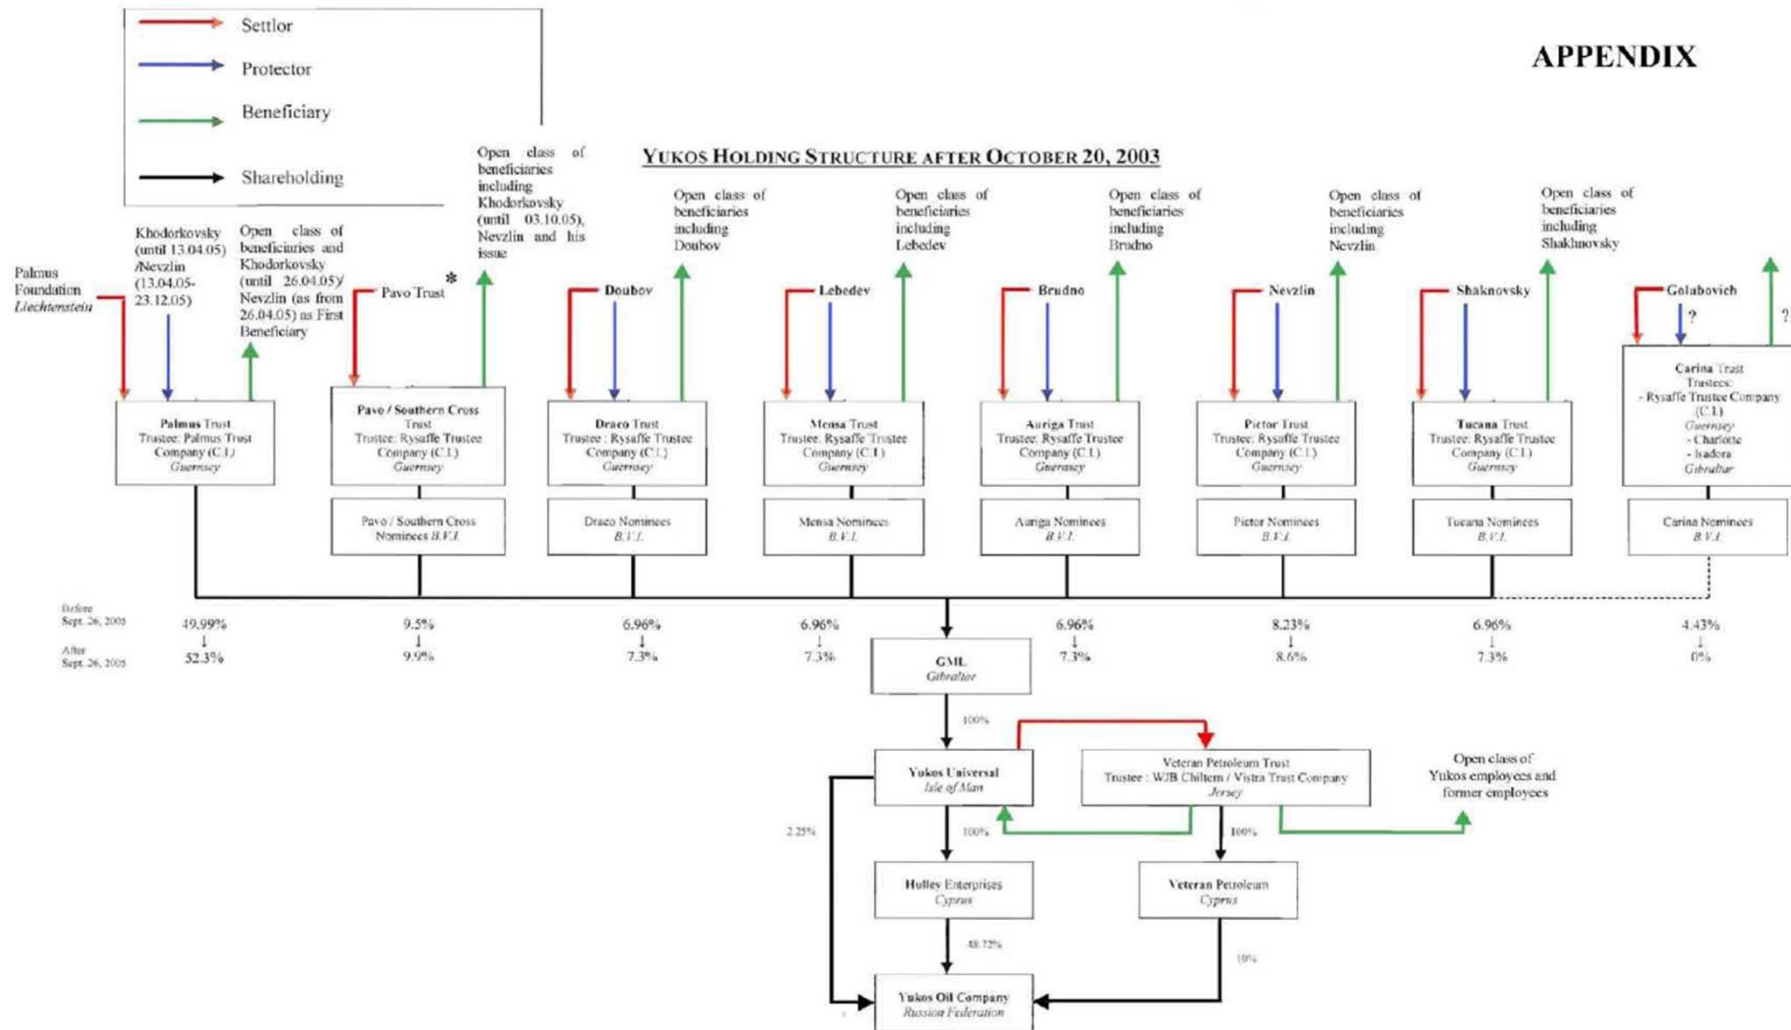 APPENDIX
Settlor
Protector
Beneficiary
Shareholding
YUKOS HOLDING STRUCTURE AFTER OCTOBER 20, 2003
Palmus
Foundation
Liechtenstein
Khodorkovsky
(until 13.04.05)
/Nevzlin
(13.04.05-
23.12.05)
Open class of
beneficiaries and
Khodorkovsky
(until 26.04.05)/
Nevzlin (as from
26.04.05) as First
Beneficiary
Pavo Trust *
Open class of
beneficiaries
including
Khodorkovsky
(until 03.10.05),
Nevzlin and his
issue
Doubov
Open class of
beneficiaries
including
Doubov
Lebedev
Open class of
beneficiaries
including
Lebedev
Brudno
Open class of
beneficiaries
including
Brudno
Nevzlin
Open class of
beneficiaries
including
Nevzlin
Shaknovsky
Open class of
beneficiaries
including
Shakhnovsky
Golubovich
?
?
Palmus Trust
Trustee: Palmus Trust
Company (C.I.)
Guernsey
Pavo / Southern Cross
Trust
Trustee: Rysaffe Trustee
Company (C.I.)
Guernsey
Draco Trust
Trustee : Rysaffe Trustee
Company (C.I.)
Guernsey
Mensa Trust
Trustee: Rysaffe Trustee
Company (C.I.)
Guernsey
Auriga Trust
Trustee: Rysaffe Trustee
Company (C.I.)
Guernsey
Pictor Trust
Trustee: Rysaffe Trustee
Company (C.I.)
Guernsey
Tucana Trust
Trustee: Rysaffe Trustee
Company (C.I.)
Guernsey
Carina Trust
Trustees:
- Rysaffe Trustee Company
(C.I.)
Guernsey
- Charlotte
- Isadora
Gibraltar
Pavo / Southern Cross
Nominees B.V.I.
Draco Nominees
B.V.I.
Mensa Nominees
B.V.I.
Auriga Nominees
B.V.I.
Pictor Nominees
B.V.I.
Tucana Nominees
B.V.I.
Carina Nominees
B.V.I.
Before
Sept. 26, 2005
49.99%
9.5%
6.96%
6.96%
6.96%
8.23%
6.96%
4.43%
After
Sept. 26, 2005
52.3%
9.9%
7.3%
7.3%
7.3%
8.6%
7.3%
0%
GML
Gibraltar
100%
Yukos Universal
Isle of Man
Veteran Petroleum Trust
Trustee : WJB Chiltern / Vistra Trust Company
Jersey
Open class of
Yukos employees and
former employees
2.25%
100%
100%
Hulley Enterprises
Cyprus
Veteran Petroleum
Cyprus
48.72%
10%
Yukos Oil Company
Russion Federation